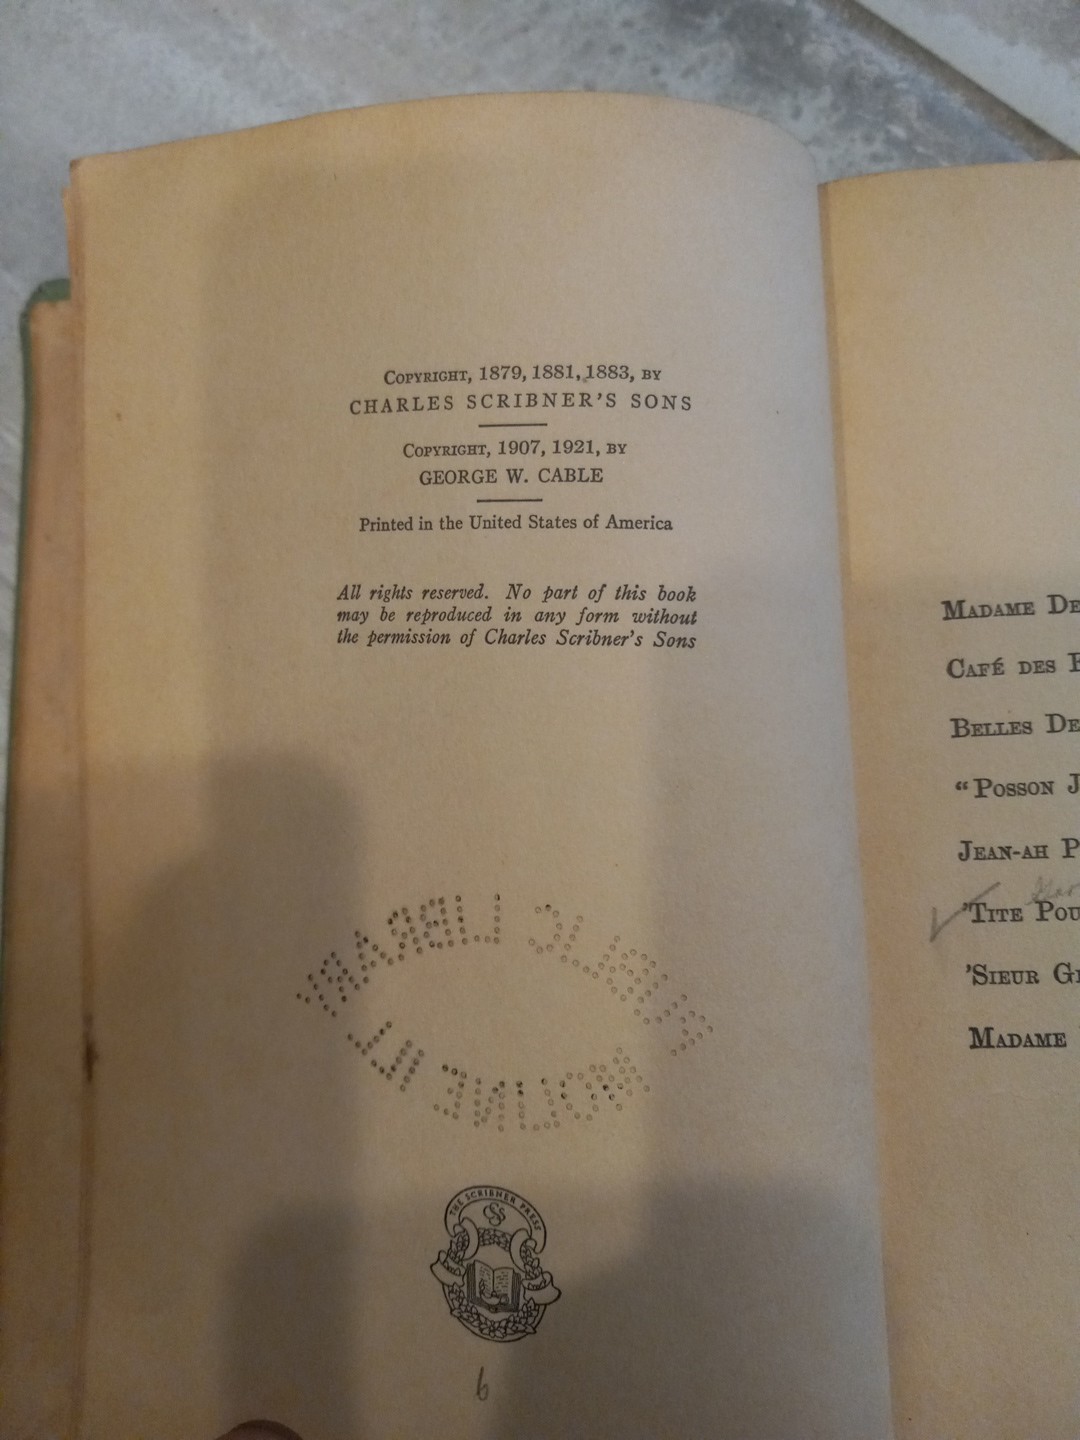 COPYRIGHT, 1879, 1881, 1883, BY
CHARLES SCRIBNER'S SONS
COPYRIGHT, 1907, 1921, BY
GEORGE W. CABLE
Printed in the United States of America
All rights reserved. No part of this book
may be reproduced in any form without
the permission of Charles Scribner's Sons
THE SCRIBNER PRESS
6
MADAME DE
CAFÉ DES
BELLES DE
"POSSON J
JEAN-AH P
'TITE POU
'SIEUR G
MADAME